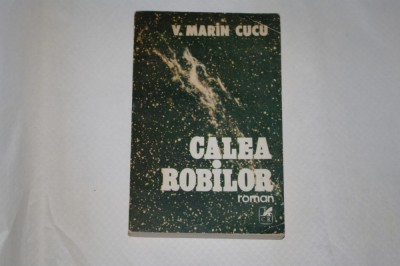 V. MARIN CUCU
CALEA
ROBILOR
roman